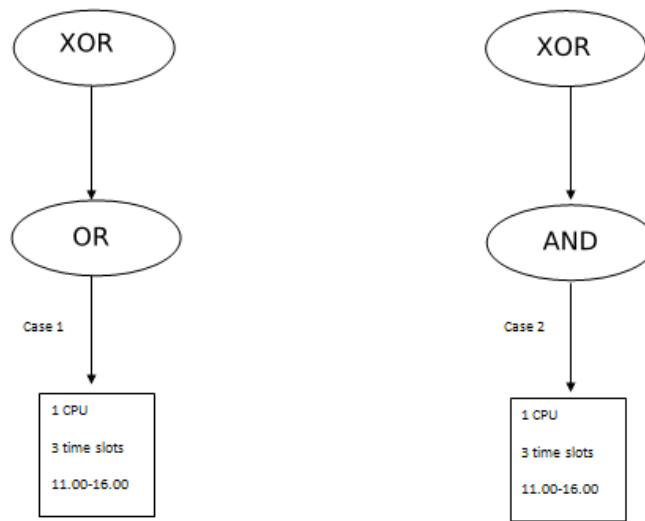 XOR
OR
Case 1
1 CPU
3 time slots
11.00-16.00
XOR
AND
Case 2
1 CPU
3 time slots
11.00-16.00